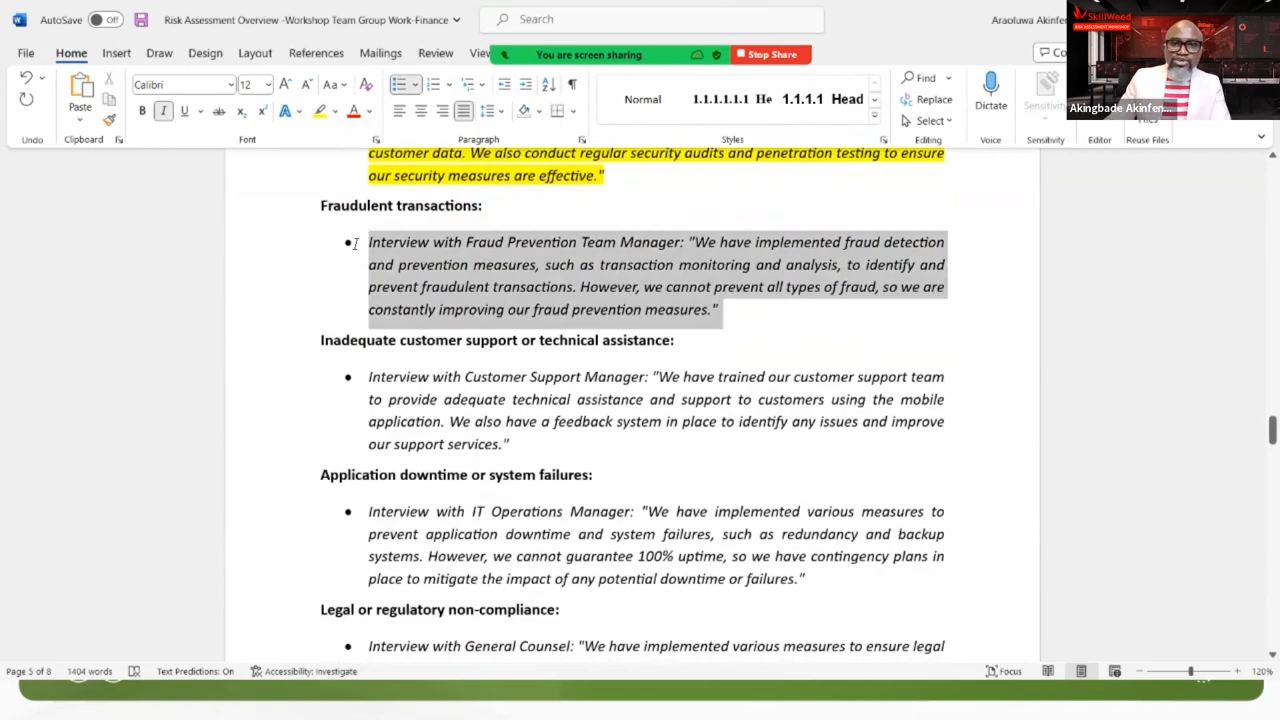 AutoSave Off Risk Assessment Overview -Workshop Team Group Work-Finance Search Araoluwa Akinfen
SkillWeed
RISK ASSESSMENT WORKSHOP
Akingbade Akinfen...
File Home Insert Draw Design Layout References Mailings Review View
You are screen sharing Stop Share
Co
Calibri 12
Paste
Normal 1.1.1.1.1.1 He 1.1.1.1 Head
Find
Replace
Select
Dictate
Sensitivity
Files
Undo Clipboard Font Paragraph Styles Editing Voice Sensitivity Editor Reuse Files
customer data. We also conduct regular security audits and penetration testing to ensure
our security measures are effective."
Fraudulent transactions:
• Interview with Fraud Prevention Team Manager: "We have implemented fraud detection
and prevention measures, such as transaction monitoring and analysis, to identify and
prevent fraudulent transactions. However, we cannot prevent all types of fraud, so we are
constantly improving our fraud prevention measures."
Inadequate customer support or technical assistance:
• Interview with Customer Support Manager: "We have trained our customer support team
to provide adequate technical assistance and support to customers using the mobile
application. We also have a feedback system in place to identify any issues and improve
our support services."
Application downtime or system failures:
• Interview with IT Operations Manager: "We have implemented various measures to
prevent application downtime and system failures, such as redundancy and backup
systems. However, we cannot guarantee 100% uptime, so we have contingency plans in
place to mitigate the impact of any potential downtime or failures."
Legal or regulatory non-compliance:
• Interview with General Counsel: "We have implemented various measures to ensure legal
Page 5 of 8 1404 words Text Predictions: On Accessibility: Investigate Focus 120%